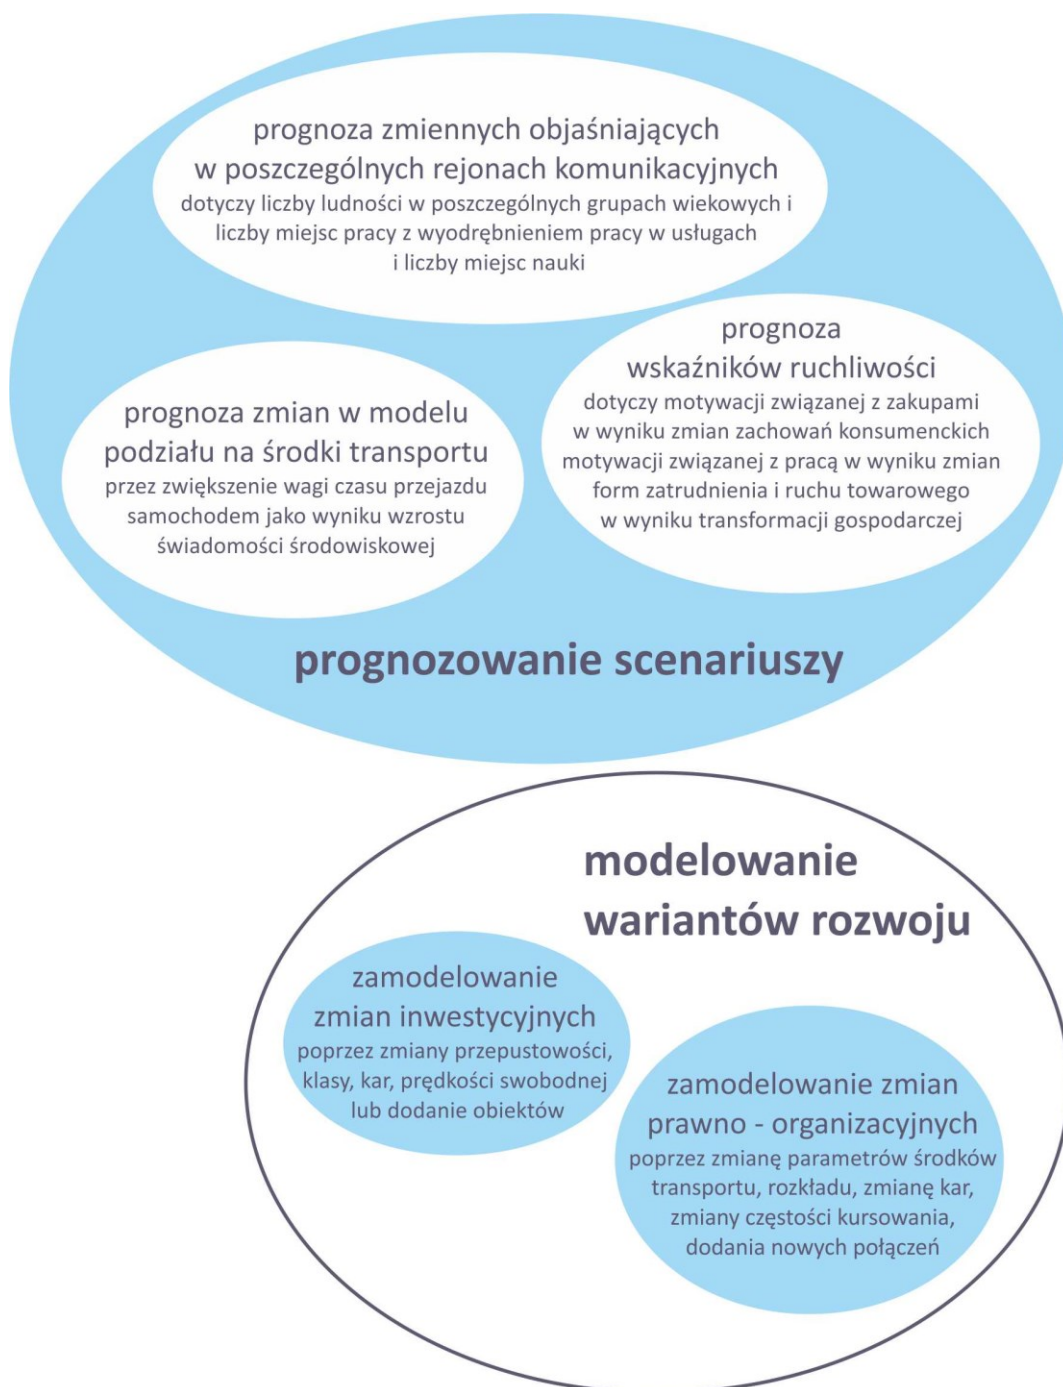 prognoza zmiennych objaśniających
w poszczególnych rejonach komunikacyjnych
dotyczy liczby ludności w poszczególnych grupach wiekowych i
liczby miejsc pracy z wyodrębnieniem pracy w usługach
i liczby miejsc nauki
prognoza
wskaźników ruchliwości
dotyczy motywacji związanej z zakupami
w wyniku zmian zachowań konsumenckich
motywacji związanej z pracą w wyniku zmian
form zatrudnienia i ruchu towarowego
w wyniku transformacji gospodarczej
prognoza zmian w modelu
podziału na środki transportu
przez zwiększenie wagi czasu przejazdu
samochodem jako wyniku wzrostu
świadomości środowiskowej
prognozowanie scenariuszy
modelowanie
wariantów rozwoju
zamodelowanie
zmian inwestycyjnych
poprzez zmiany przepustowości,
klasy, kar, prędkości swobodnej
lub dodanie obiektów
zamodelowanie zmian
prawno - organizacyjnych
poprzez zmianę parametrów środków
transportu, rozkładu, zmianę kar,
zmiany częstości kursowania,
dodania nowych połączeń